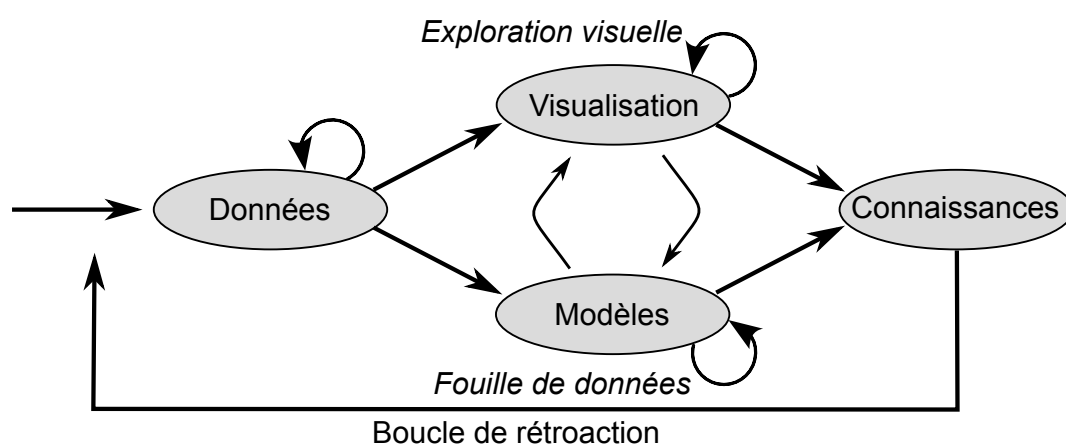 Exploration visuelle
Visualisation
Données
Connaissances
Modèles
Fouille de données
Boucle de rétroaction